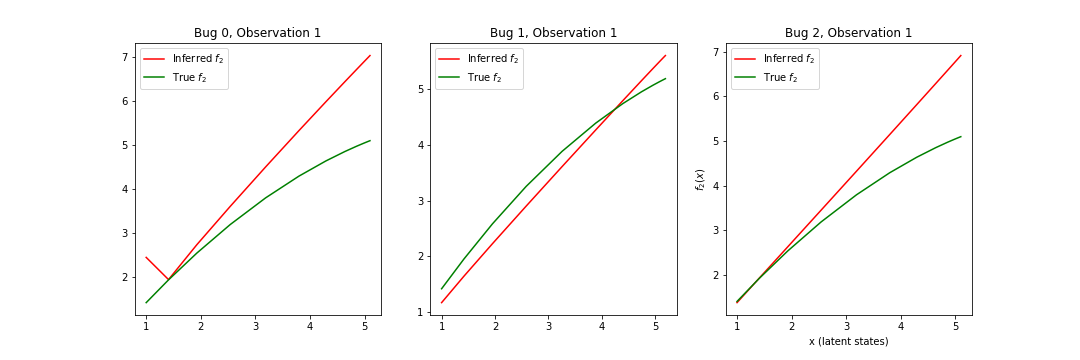 Bug 0, Observation 1
7
6
5
4
3
2
1
2
3
4
5
Inferred f₂
True f₂
Bug 1, Observation 1
5
4
3
2
1
1
2
3
4
5
Inferred f₂
True f₂
Bug 2, Observation 1
7
6
5
4
3
2
1
2
3
4
5
Inferred f₂
True f₂
f₂(x)
x (latent states)